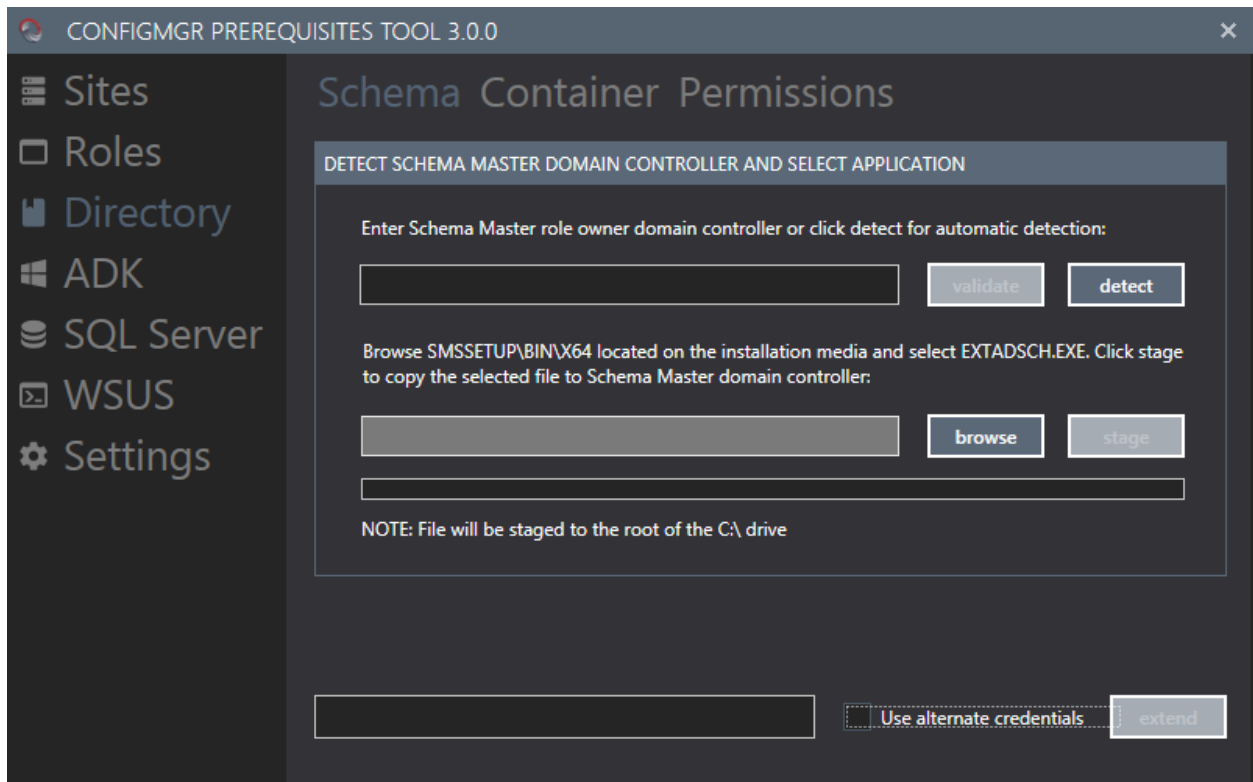 CONFIGMGR PREREQUISITES TOOL 3.0.0
Sites
Roles
Directory
ADK
SQL Server
WSUS
Settings
Schema Container Permissions
DETECT SCHEMA MASTER DOMAIN CONTROLLER AND SELECT APPLICATION
Enter Schema Master role owner domain controller or click detect for automatic detection:
validate detect
Browse SMSSETUP\BIN\X64 located on the installation media and select EXTADSCH.EXE. Click stage
to copy the selected file to Schema Master domain controller:
browse stage
NOTE: File will be staged to the root of the C:\ drive
Use alternate credentials extend